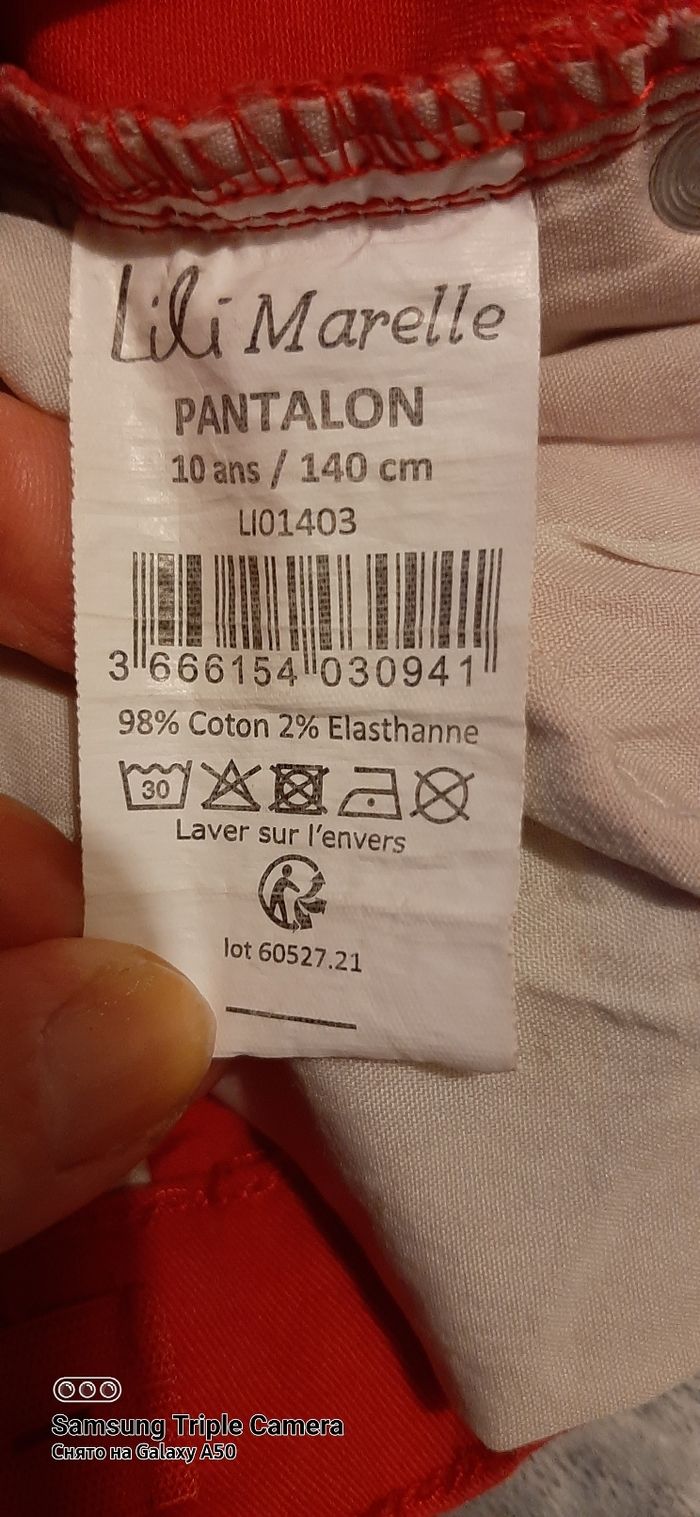 Lili Marelle
PANTALON
10 ans / 140 cm
LI01403
3 666154 030941
98% Coton 2% Elasthanne
30
Laver sur l'envers
lot 60527.21
Samsung Triple Camera
Снято на Galaxy A50